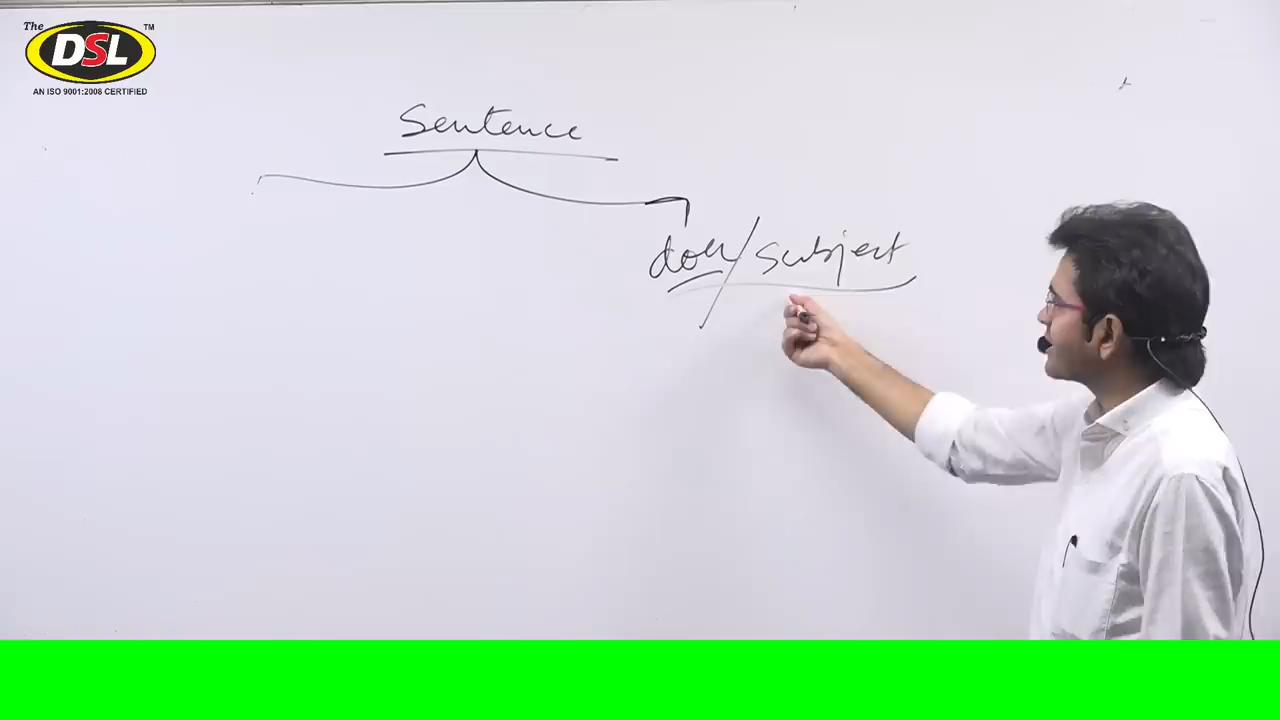 The
DSL
TM
AN ISO 9001:2008 CERTIFIED
Sentence
doer/subject